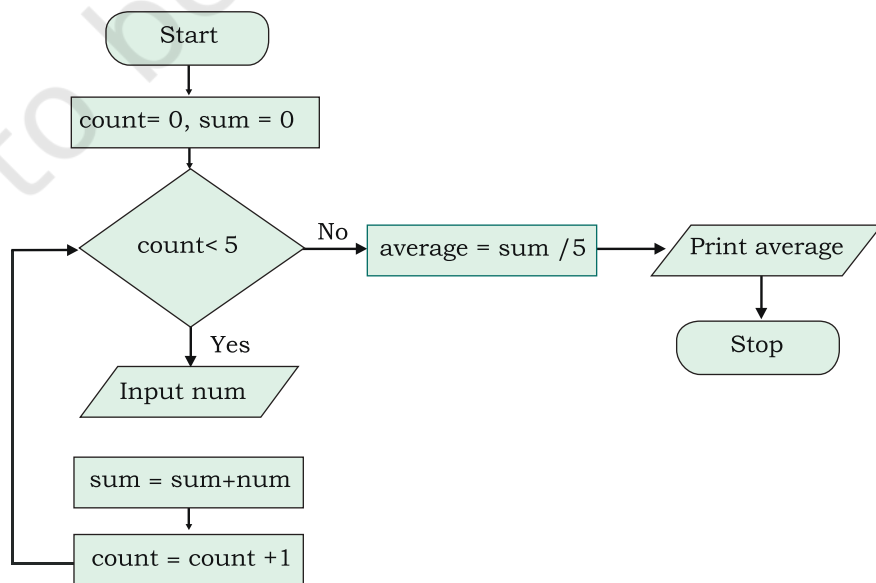 Start
count= 0, sum = 0
count< 5
No
average = sum /5
Print average
Stop
Yes
Input num
sum = sum+num
count = count +1
to b